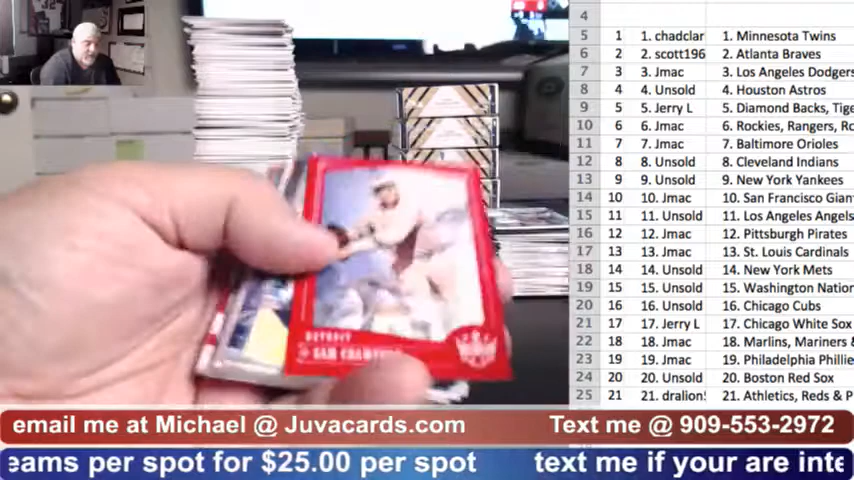 4
5 1 1. chadclar 1. Minnesota Twins
6 2 2. scott196 2. Atlanta Braves
7 3 3. Jmac 3. Los Angeles Dodgers
8 4 4. Unsold 4. Houston Astros
9 5 5. Jerry L 5. Diamond Backs, Tige
10 6 6. Jmac 6. Rockies, Rangers, Ro
11 7 7. Jmac 7. Baltimore Orioles
12 8 8. Unsold 8. Cleveland Indians
13 9 9. Unsold 9. New York Yankees
14 10 10. Jmac 10. San Francisco Giant
15 11 11. Unsold 11. Los Angeles Angels
16 12 12. Jmac 12. Pittsburgh Pirates
17 13 13. Jmac 13. St. Louis Cardinals
18 14 14. Unsold 14. New York Mets
19 15 15. Unsold 15. Washington Nation
20 16 16. Unsold 16. Chicago Cubs
21 17 17. Jerry L 17. Chicago White Sox
22 18 18. Jmac 18. Marlins, Mariners &
23 19 19. Jmac 19. Philadelphia Phillie
24 20 20. Unsold 20. Boston Red Sox
25 21 21. dralion! 21. Athletics, Reds & P
DETROIT
SAM
email me at Michael @ Juvacards.com Text me @ 909-553-2972
eams per spot for $25.00 per spot text me if your are inte